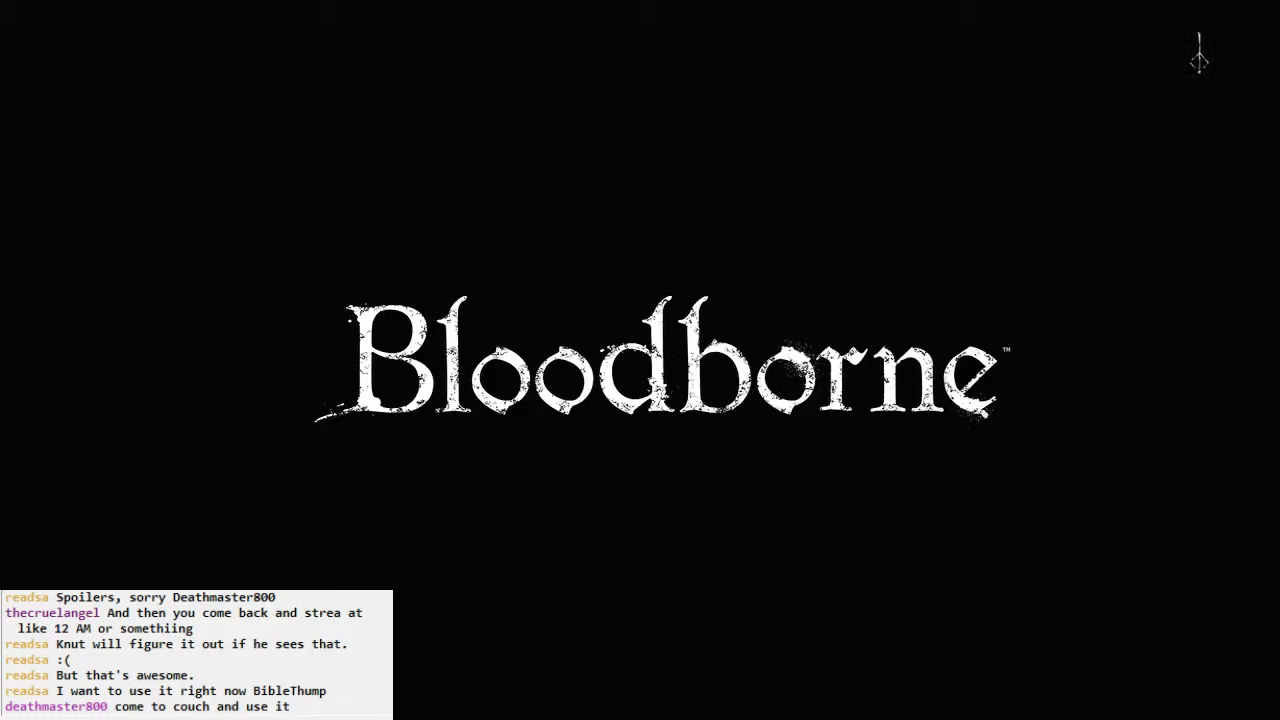 Bloodborne™
readsa Spoilers, sorry Deathmaster800
thecruelangel And then you come back and strea at
like 12 AM or somethiing
readsa Knut will figure it out if he sees that.
readsa :(
readsa But that's awesome.
readsa I want to use it right now BibleThump
deathmaster800 come to couch and use it